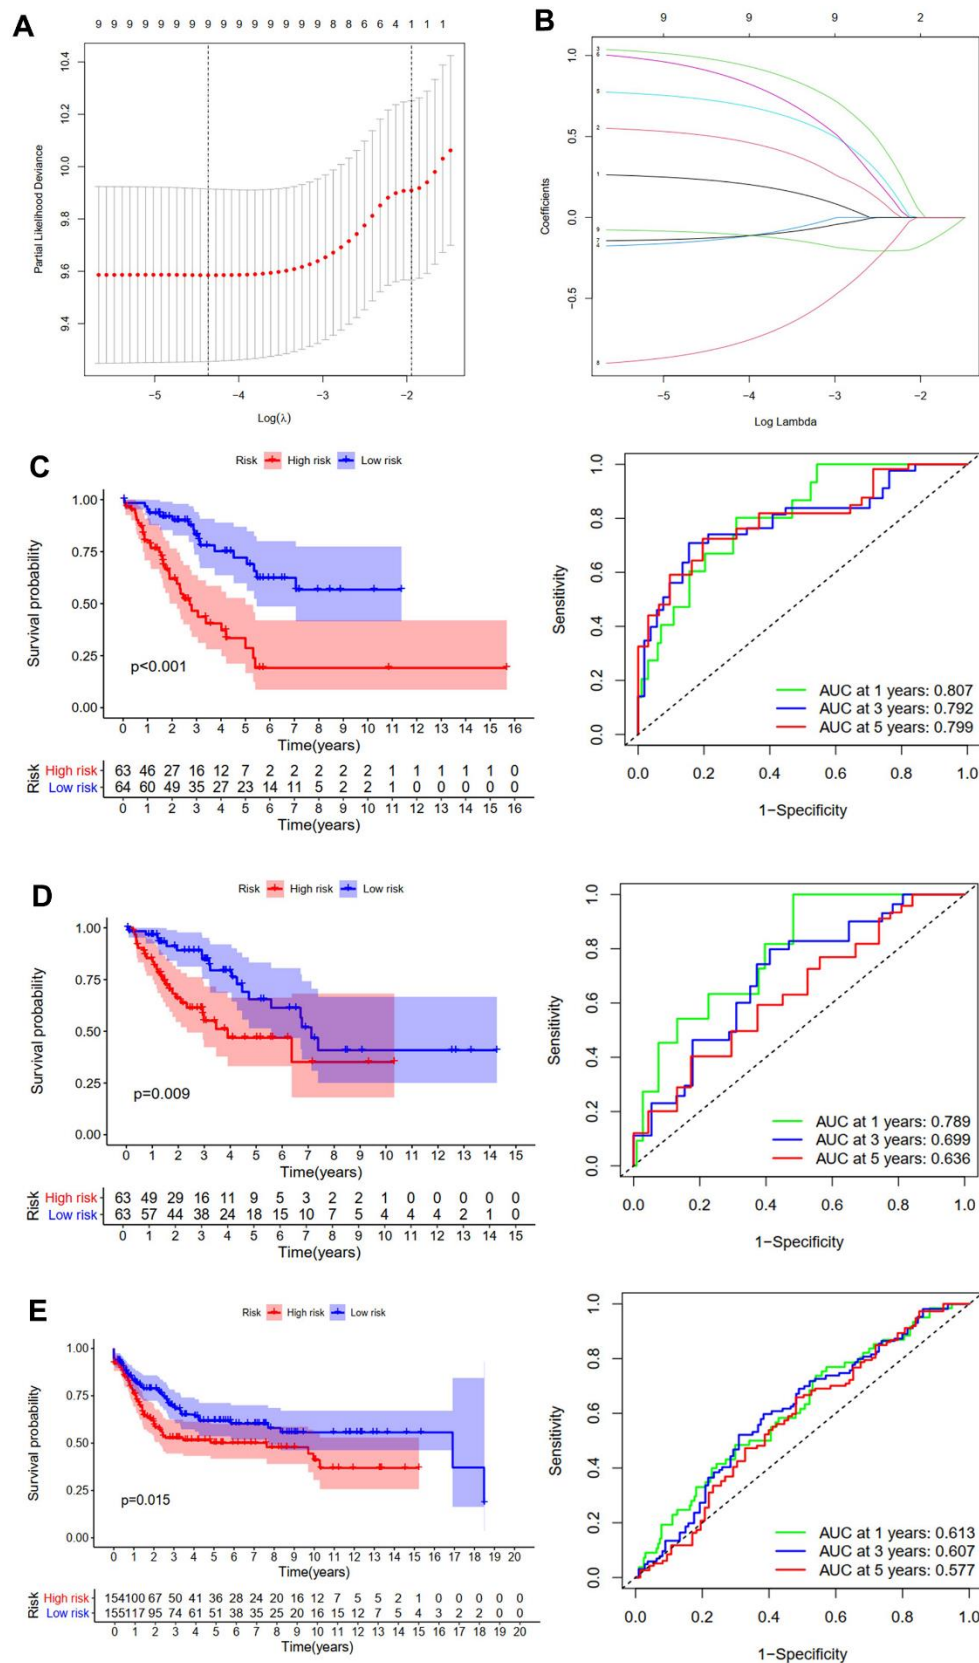 A
9 9 9 9 9 9 9 9 9 9 9 9 9 8 8 6 6 4 1 1 1
10.4
10.2
10.0
9.8
9.6
9.4
Partial Likelihood Deviance
−5 −4 −3 −2
Log(λ)
B
9 9 9 2
1.0
0.5
0.0
−0.5
Coefficients
3
6
5
2
1
9
7
4
8
−5 −4 −3 −2
Log Lambda
C
Risk High risk Low risk
1.00
0.75
0.50
0.25
0.00
Survival probability
p<0.001
0 1 2 3 4 5 6 7 8 9 10 11 12 13 14 15 16
Time(years)
Risk
High risk 63 46 27 16 12 7 2 2 2 2 2 1 1 1 1 1 0
Low risk 64 60 49 35 27 23 14 11 5 2 2 1 0 0 0 0 0
0 1 2 3 4 5 6 7 8 9 10 11 12 13 14 15 16
Time(years)
1.0
0.8
0.6
0.4
0.2
0.0
Sensitivity
AUC at 1 years: 0.807
AUC at 3 years: 0.792
AUC at 5 years: 0.799
0.0 0.2 0.4 0.6 0.8 1.0
1−Specificity
D
Risk High risk Low risk
1.00
0.75
0.50
0.25
0.00
Survival probability
p=0.009
0 1 2 3 4 5 6 7 8 9 10 11 12 13 14 15
Time(years)
Risk
High risk 63 49 29 16 11 9 5 3 2 2 1 0 0 0 0 0
Low risk 63 57 44 38 24 18 15 10 7 5 4 4 4 2 1 0
0 1 2 3 4 5 6 7 8 9 10 11 12 13 14 15
Time(years)
1.0
0.8
0.6
0.4
0.2
0.0
Sensitivity
AUC at 1 years: 0.789
AUC at 3 years: 0.699
AUC at 5 years: 0.636
0.0 0.2 0.4 0.6 0.8 1.0
1−Specificity
E
Risk High risk Low risk
1.00
0.75
0.50
0.25
0.00
Survival probability
p=0.015
0 1 2 3 4 5 6 7 8 9 10 11 12 13 14 15 16 17 18 19 20
Time(years)
Risk
High risk 154100 67 50 41 36 28 24 20 16 12 7 5 5 2 1 0 0 0 0 0
Low risk 155117 95 74 61 51 38 35 25 20 16 15 12 7 5 4 3 2 2 0 0
0 1 2 3 4 5 6 7 8 9 10 11 12 13 14 15 16 17 18 19 20
Time(years)
1.0
0.8
0.6
0.4
0.2
0.0
Sensitivity
AUC at 1 years: 0.613
AUC at 3 years: 0.607
AUC at 5 years: 0.577
0.0 0.2 0.4 0.6 0.8 1.0
1−Specificity